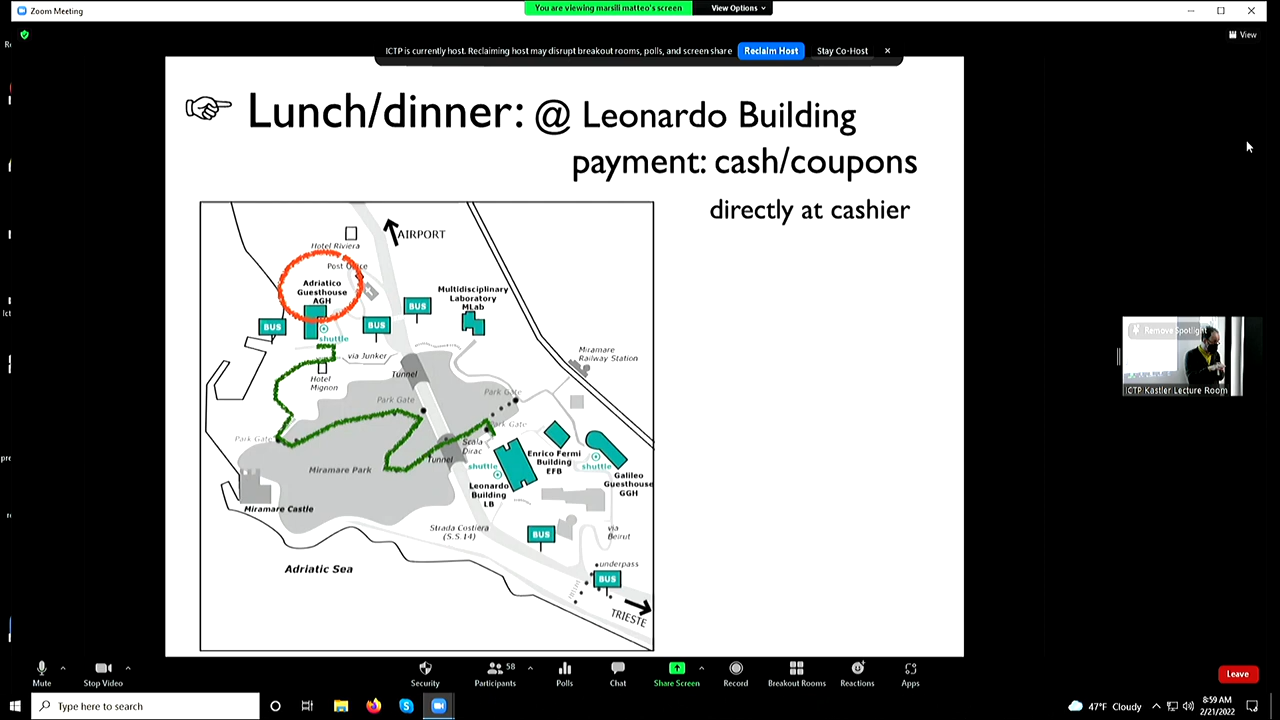 Zoom Meeting
You are viewing marsili matteo's screen
View Options
View
ICTP is currently host. Reclaiming host may disrupt breakout rooms, polls, and screen share
Reclaim Host
Stay Co-Host
Lunch/dinner: @ Leonardo Building
payment: cash/coupons
directly at cashier
AIRPORT
Hotel Riviera
Post Office
Adriatico
Guesthouse
AGH
BUS
BUS
BUS
shuttle
Multidisciplinary
Laboratory
MLab
via Junker
Hotel
Mignon
Tunnel
Miramare
Railway Station
Park Gate
Park Gate
Park Gate
Park Gate
Scala
Dirac
Tunnel
Miramare Park
shuttle
Enrico Fermi
Building
EFB
shuttle
Galileo
Guesthouse
GGH
Leonardo
Building
LB
Miramare Castle
Strada Costiera
(S.S.14)
BUS
via
Beirut
Adriatic Sea
underpass
BUS
TRIESTE
Remove Spotlight
ICTP Kastler Lecture Room
Mute
Stop Video
Security
Participants
58
Polls
Chat
Share Screen
Record
Breakout Rooms
Reactions
Apps
Leave
Type here to search
47°F Cloudy
8:59 AM
2/21/2022